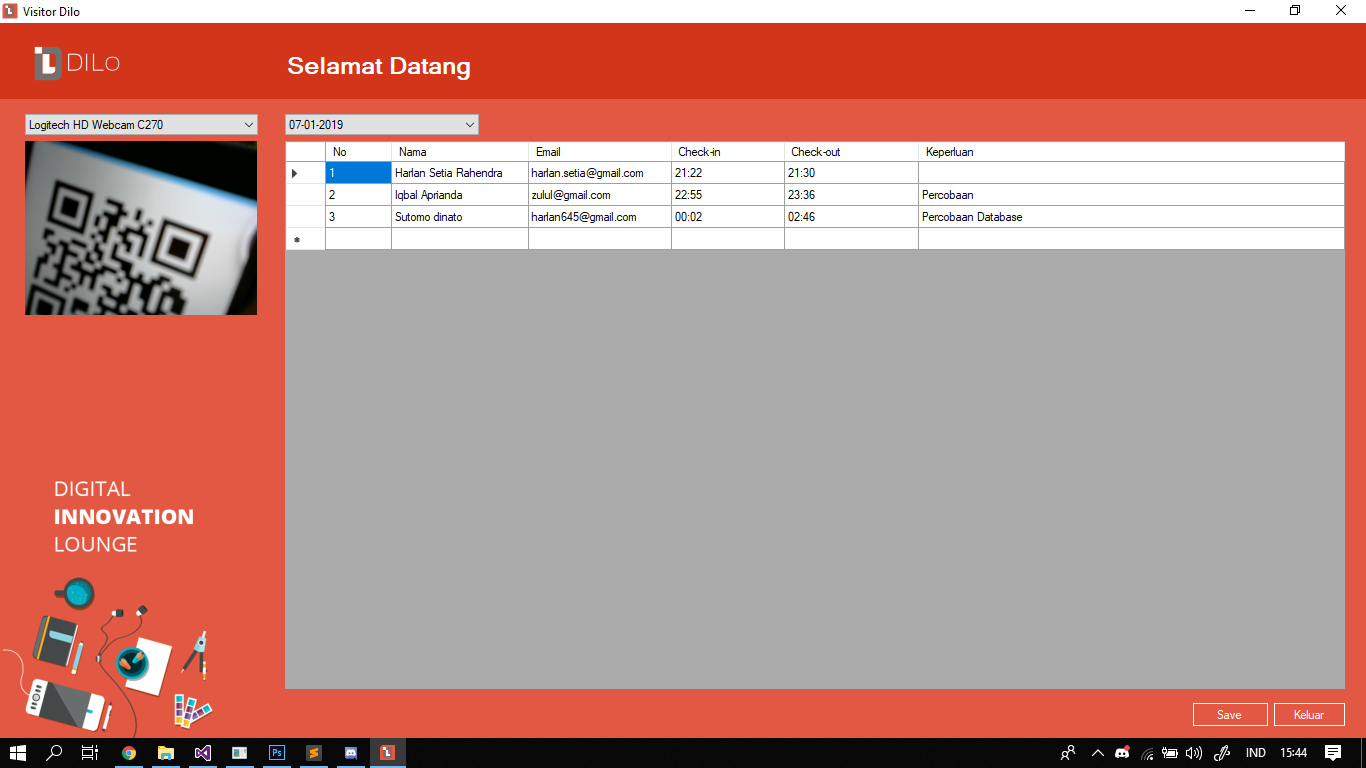 Visitor Dilo
DILo
Selamat Datang
Logitech HD Webcam C270
07-01-2019
No Nama Email Check-in Check-out Keperluan
1 Harlan Setia Rahendra harlan.setia@gmail.com 21:22 21:30
2 Iqbal Aprianda zulul@gmail.com 22:55 23:36 Percobaan
3 Sutomo dinato harlan645@gmail.com 00:02 02:46 Percobaan Database
DIGITAL
INNOVATION
LOUNGE
Save Keluar
Ps IND 15:44